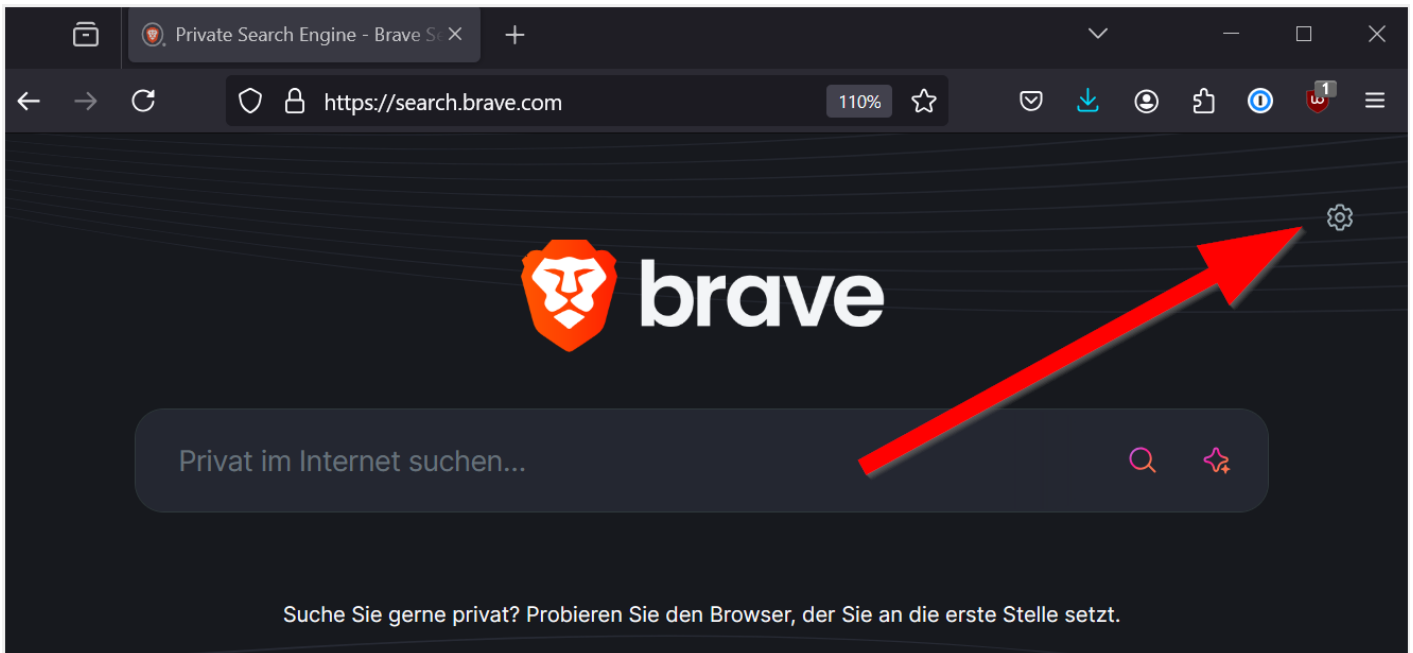 Private Search Engine - Brave Se
https://search.brave.com
110%
1
brave
Privat im Internet suchen...
Suche Sie gerne privat? Probieren Sie den Browser, der Sie an die erste Stelle setzt.